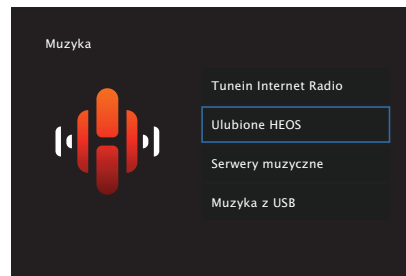 Muzyka
Tunein Internet Radio
Ulubione HEOS
Serwery muzyczne
Muzyka z USB